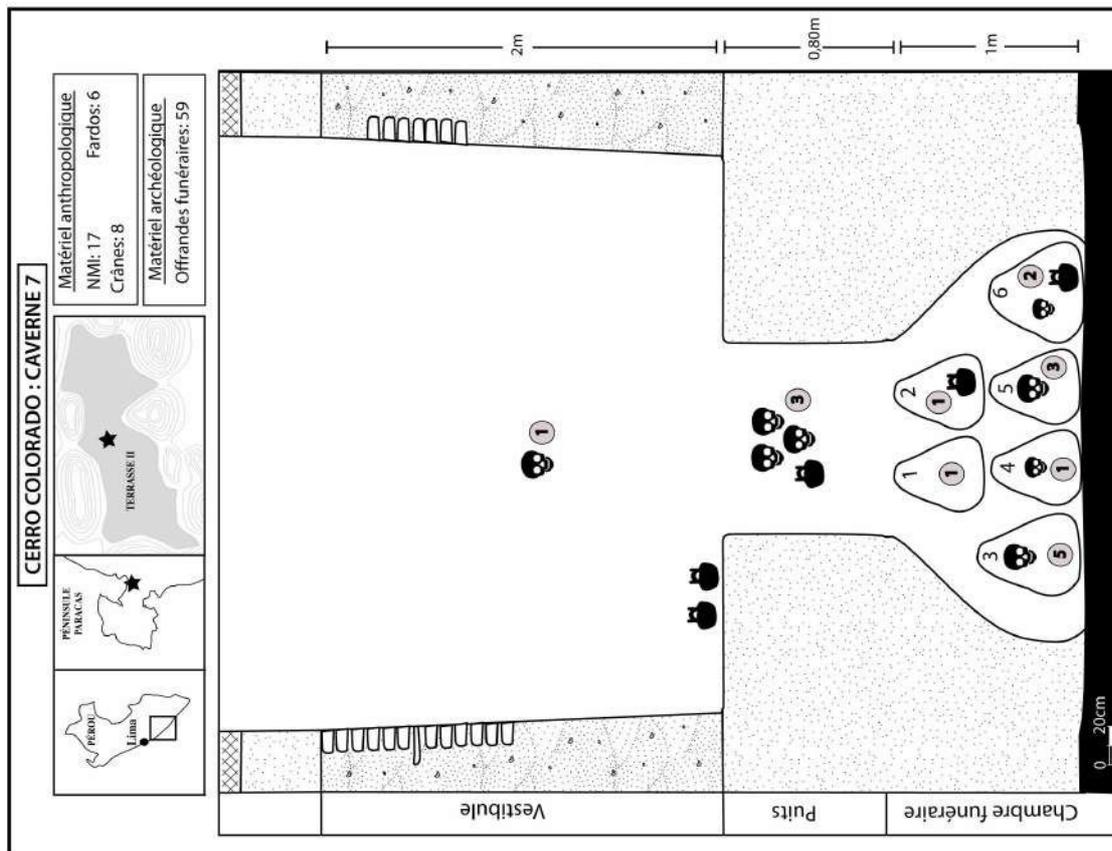 CERRO COLORADO : CAVERNE 7
PÉROU
Lima
PÉNINSULE
PARACAS
TERRASSE II
Matériel anthropologique
NMI: 17 Fardos: 6
Crânes: 8
Matériel archéologique
Offrandes funéraires: 59
Vestibule
2m
1
Puits
0,80m
3
Chambre funéraire
1m
1
1
2
1
3
5
4
1
5
3
6
2
0 20cm